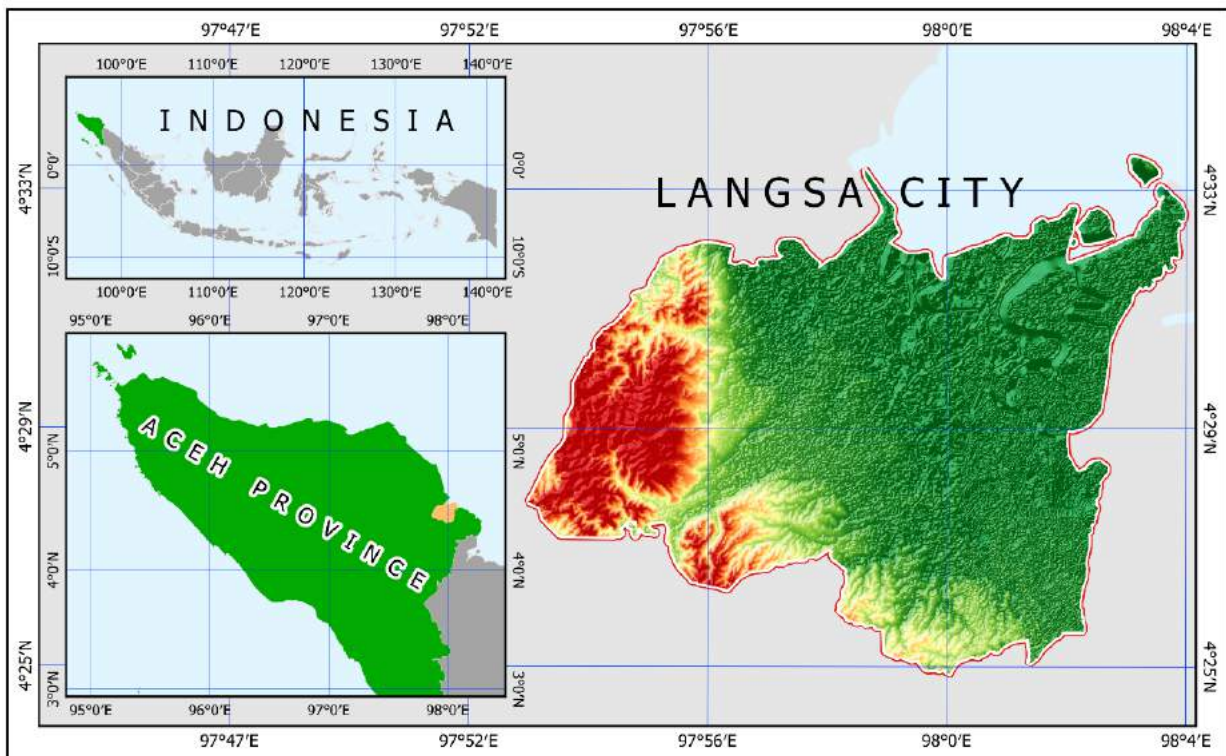 97°47'E 97°52'E 97°56'E 98°0'E 98°4'E
100°0'E 110°0'E 120°0'E 130°0'E 140°0'E
INDONESIA
0°0' 0°0'
4°33'N 4°33'N
LANGSA CITY
10°0'S 10°0'S
100°0'E 110°0'E 120°0'E 130°0'E 140°0'E
95°0'E 96°0'E 97°0'E 98°0'E
4°29'N 4°29'N
5°0'N 5°0'N
ACEH PROVINCE
4°0'N 4°0'N
4°25'N 4°25'N
3°0'N 3°0'N
95°0'E 96°0'E 97°0'E 98°0'E
97°47'E 97°52'E 97°56'E 98°0'E 98°4'E